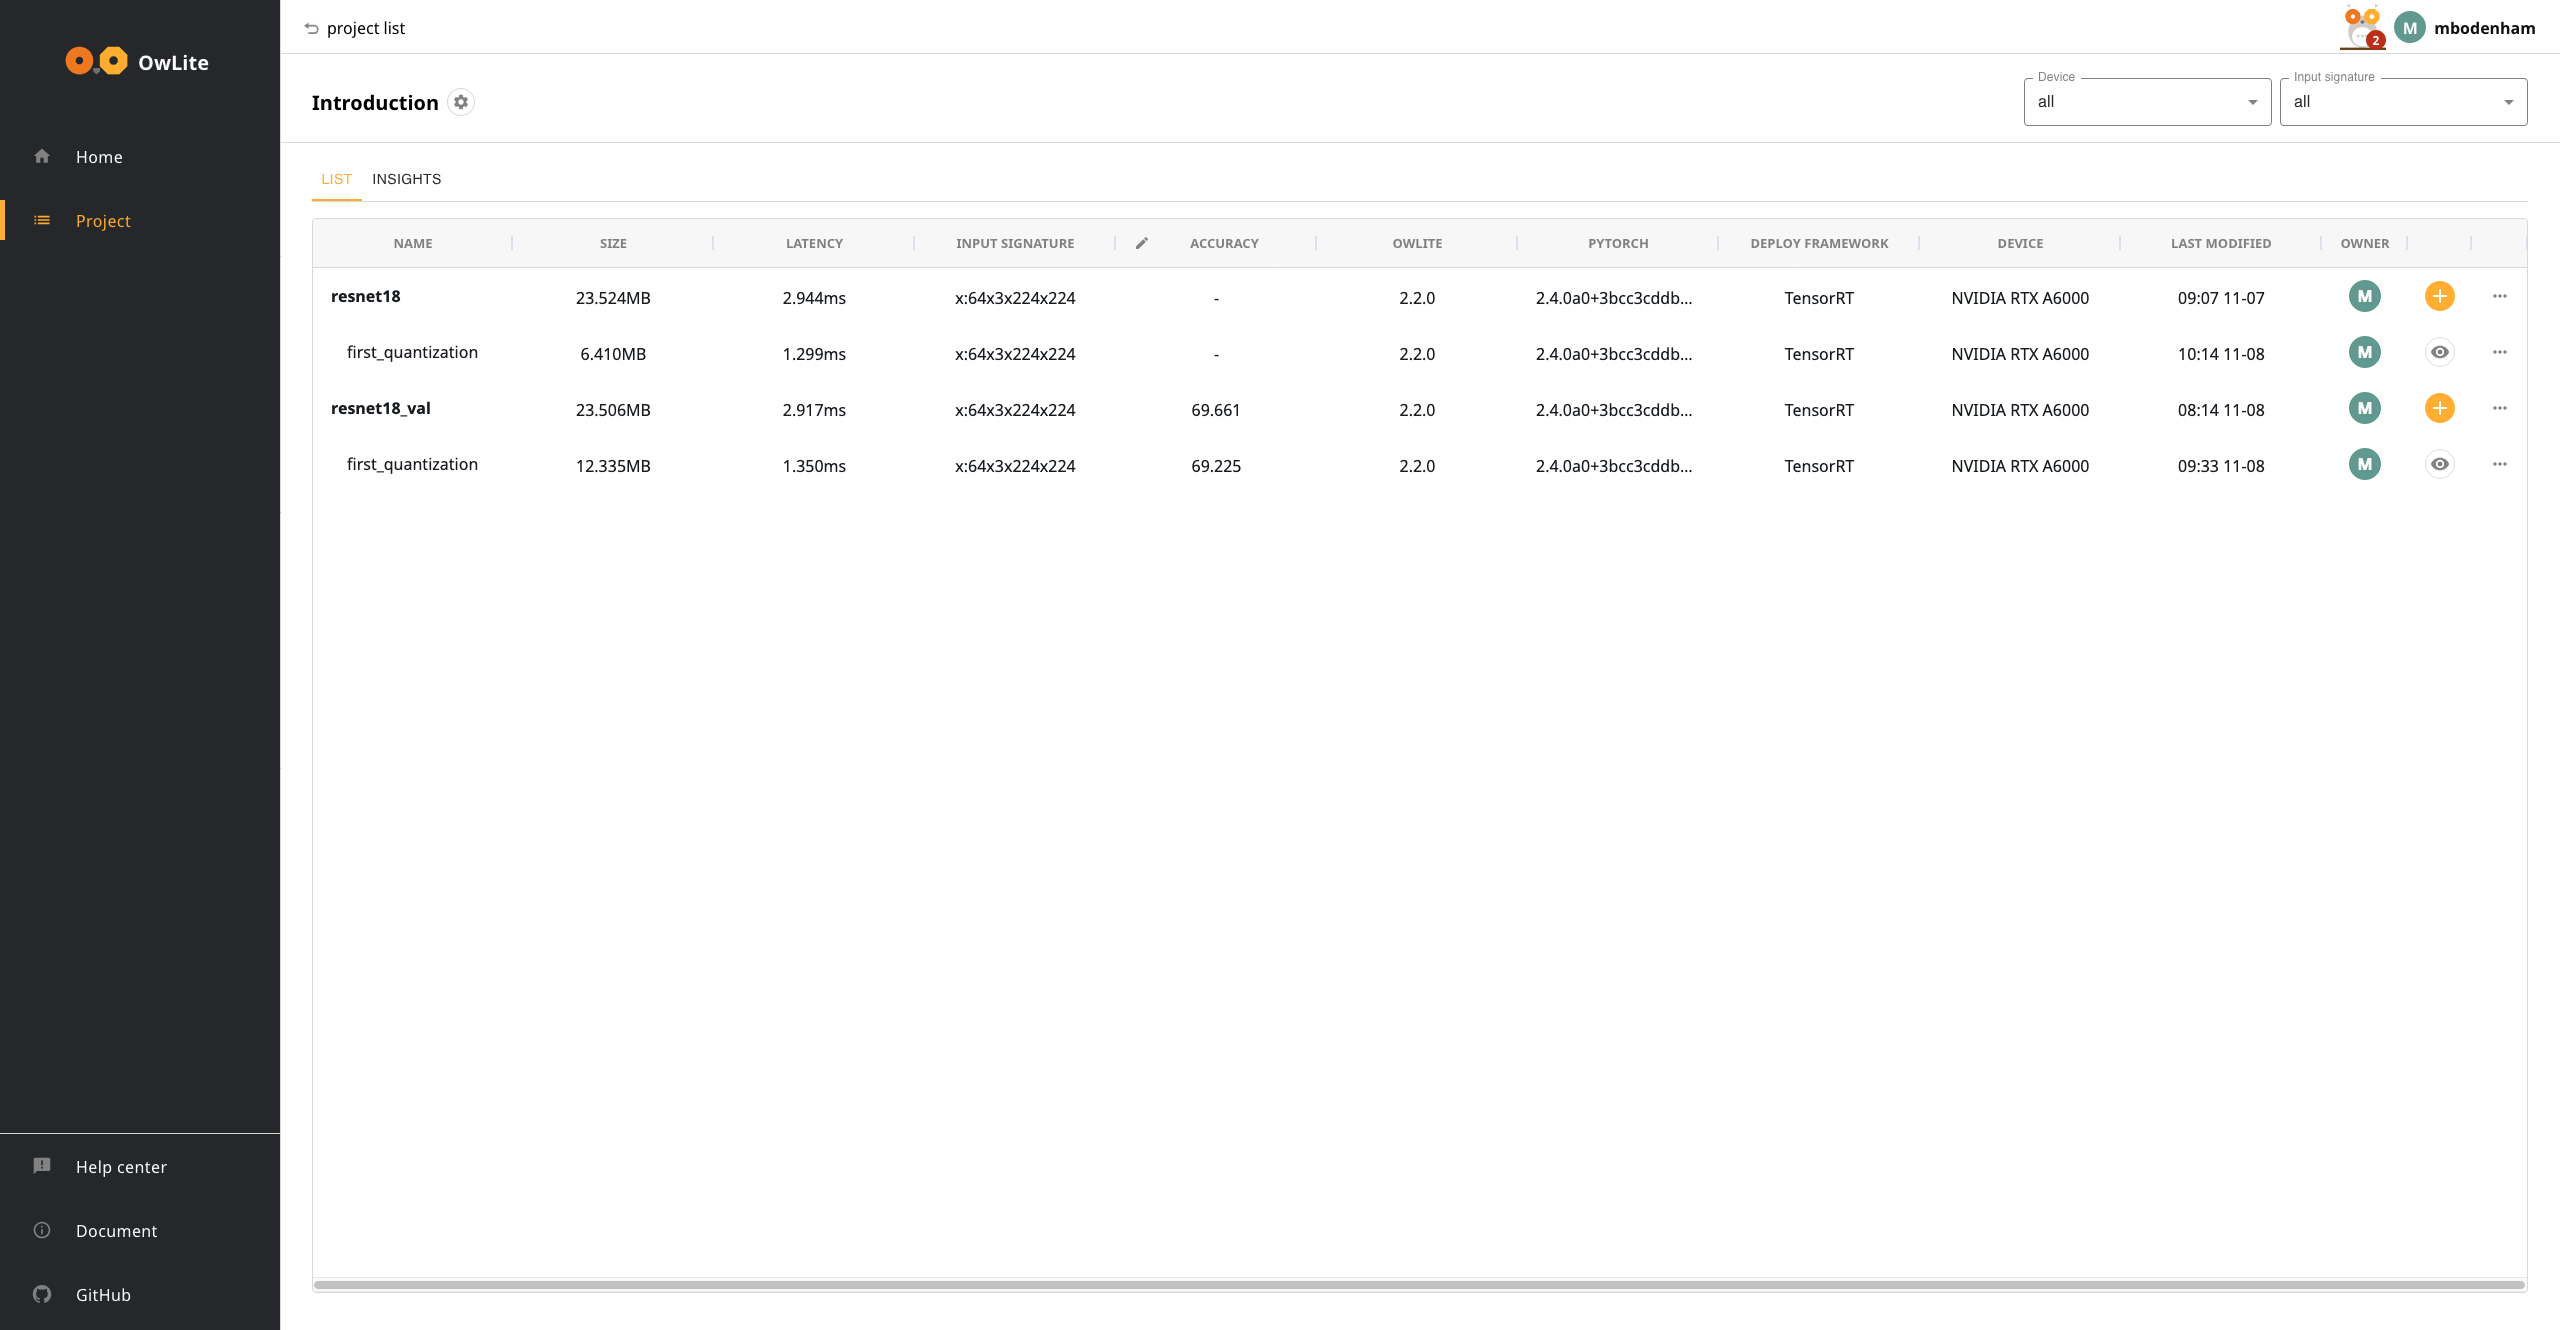 OwLite
Home
Project
Help center
Document
GitHub
project list
2
M
mbodenham
Introduction
Device
all
Input signature
all
LIST INSIGHTS
NAME SIZE LATENCY INPUT SIGNATURE ACCURACY OWLITE PYTORCH DEPLOY FRAMEWORK DEVICE LAST MODIFIED OWNER
resnet18 23.524MB 2.944ms x:64x3x224x224 - 2.2.0 2.4.0a0+3bcc3cddb... TensorRT NVIDIA RTX A6000 09:07 11-07 M
first_quantization 6.410MB 1.299ms x:64x3x224x224 - 2.2.0 2.4.0a0+3bcc3cddb... TensorRT NVIDIA RTX A6000 10:14 11-08 M
resnet18_val 23.506MB 2.917ms x:64x3x224x224 69.661 2.2.0 2.4.0a0+3bcc3cddb... TensorRT NVIDIA RTX A6000 08:14 11-08 M
first_quantization 12.335MB 1.350ms x:64x3x224x224 69.225 2.2.0 2.4.0a0+3bcc3cddb... TensorRT NVIDIA RTX A6000 09:33 11-08 M